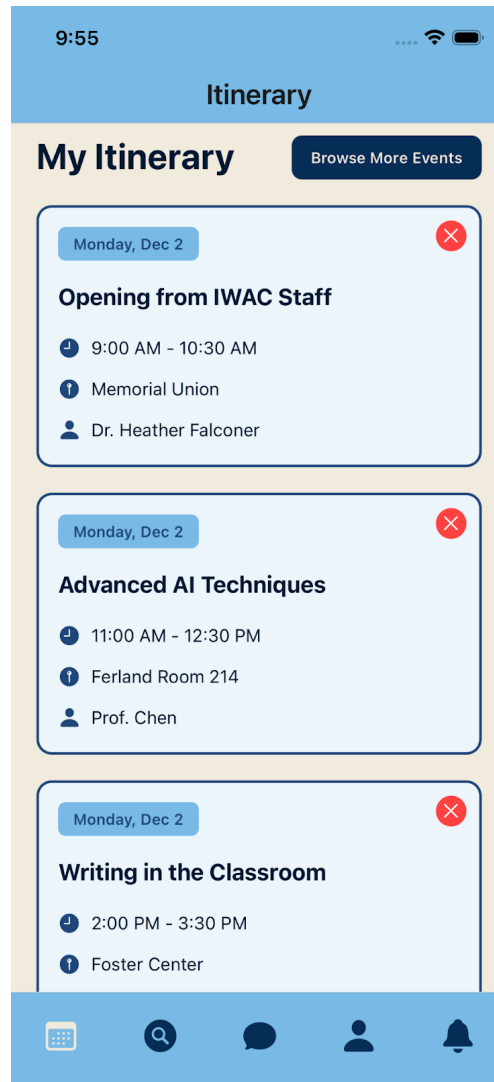 9:55
Itinerary
My Itinerary
Browse More Events
Monday, Dec 2
Opening from IWAC Staff
9:00 AM - 10:30 AM
Memorial Union
Dr. Heather Falconer
Monday, Dec 2
Advanced AI Techniques
11:00 AM - 12:30 PM
Ferland Room 214
Prof. Chen
Monday, Dec 2
Writing in the Classroom
2:00 PM - 3:30 PM
Foster Center